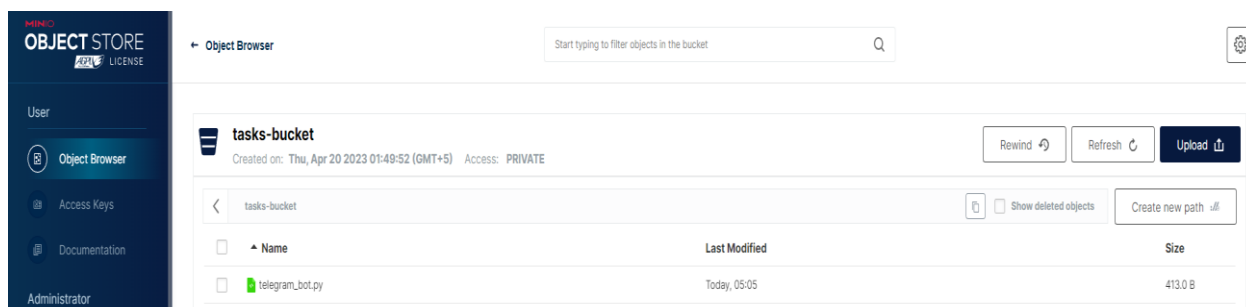 MINIO
OBJECT STORE
AGPLv3 LICENSE
User
Object Browser
Access Keys
Documentation
Administrator
← Object Browser
Start typing to filter objects in the bucket
tasks-bucket
Created on: Thu, Apr 20 2023 01:49:52 (GMT+5) Access: PRIVATE
Rewind
Refresh
Upload
tasks-bucket
Show deleted objects
Create new path
Name Last Modified Size
telegram_bot.py Today, 05:05 413.0 B